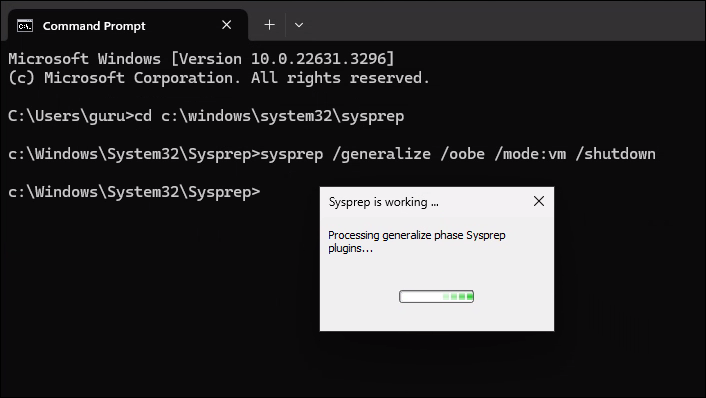 Command Prompt
Microsoft Windows [Version 10.0.22631.3296]
(c) Microsoft Corporation. All rights reserved.
C:\Users\guru>cd c:\windows\system32\sysprep
c:\Windows\System32\Sysprep>sysprep /generalize /oobe /mode:vm /shutdown
c:\Windows\System32\Sysprep>
Sysprep is working ...
Processing generalize phase Sysprep
plugins...